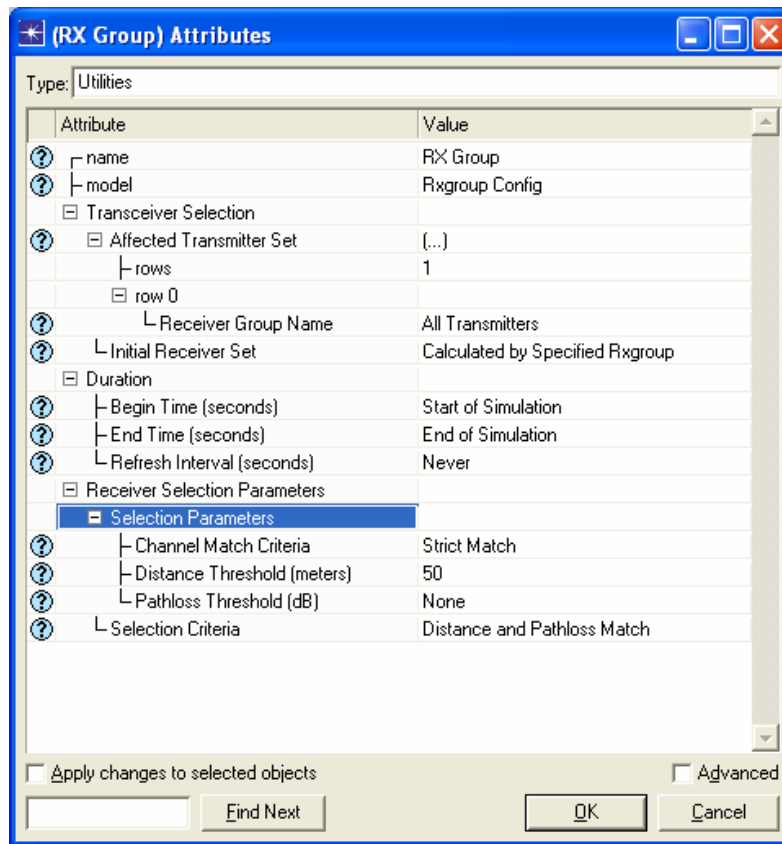 (RX Group) Attributes
Type: Utilities
Attribute Value
name RX Group
model Rxgroup Config
Transceiver Selection
Affected Transmitter Set (...)
rows 1
row 0
Receiver Group Name All Transmitters
Initial Receiver Set Calculated by Specified Rxgroup
Duration
Begin Time (seconds) Start of Simulation
End Time (seconds) End of Simulation
Refresh Interval (seconds) Never
Receiver Selection Parameters
Selection Parameters
Channel Match Criteria Strict Match
Distance Threshold (meters) 50
Pathloss Threshold (dB) None
Selection Criteria Distance and Pathloss Match
Apply changes to selected objects Advanced
Find Next OK Cancel